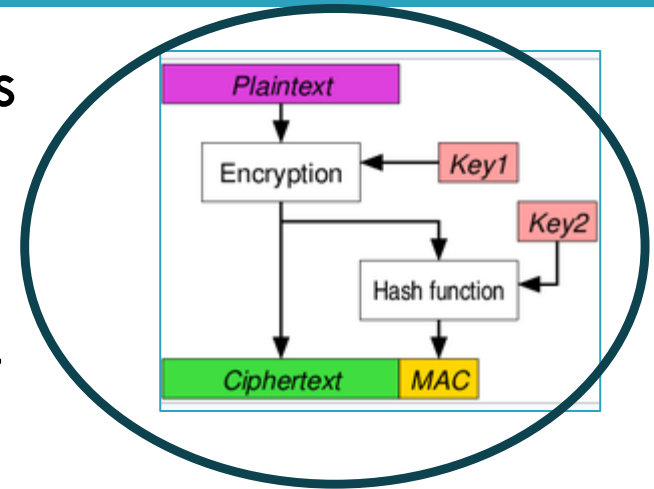 s
Plaintext
Encryption
Key1
Key2
Hash function
Ciphertext
MAC